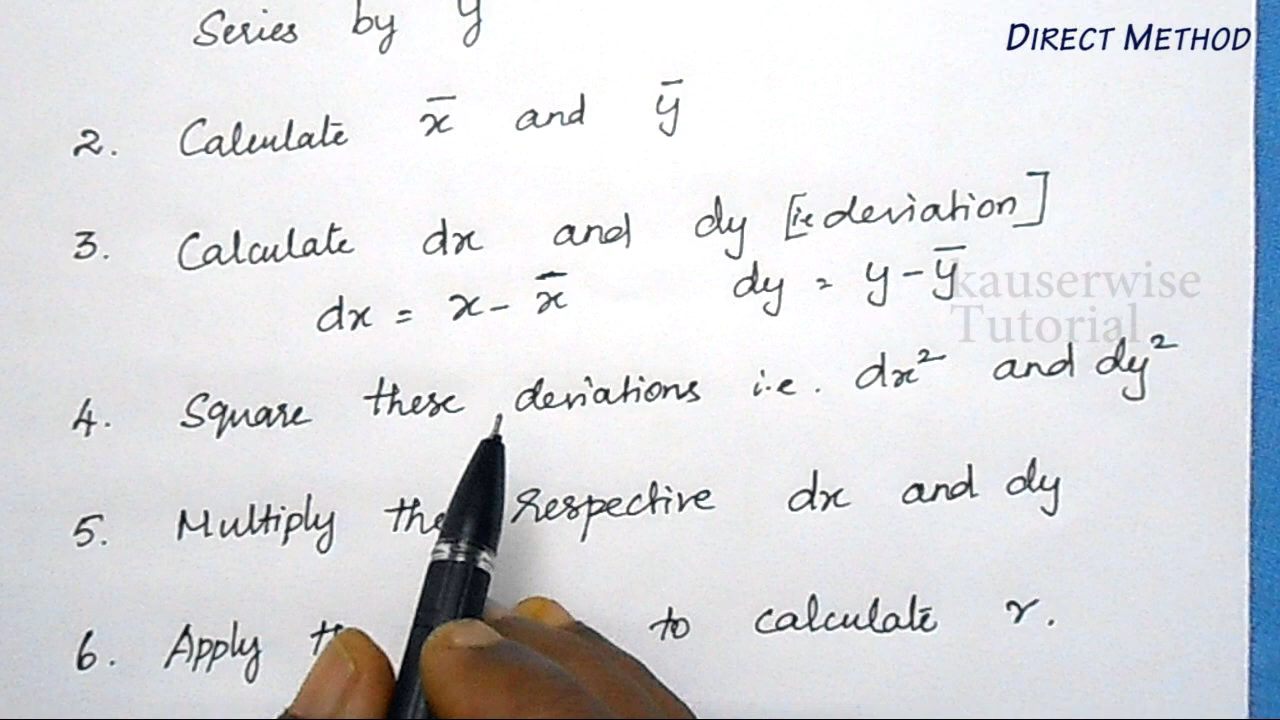 DIRECT METHOD
Series by y
2. Calculate x̄ and ȳ
3. Calculate dx and dy [ie deviation]
dx = x - x̄ dy = y - ȳ
kauserwise
Tutorial
4. Square these deviations i.e. dx² and dy²
5. Multiply the respective dx and dy
6. Apply to calculate r.